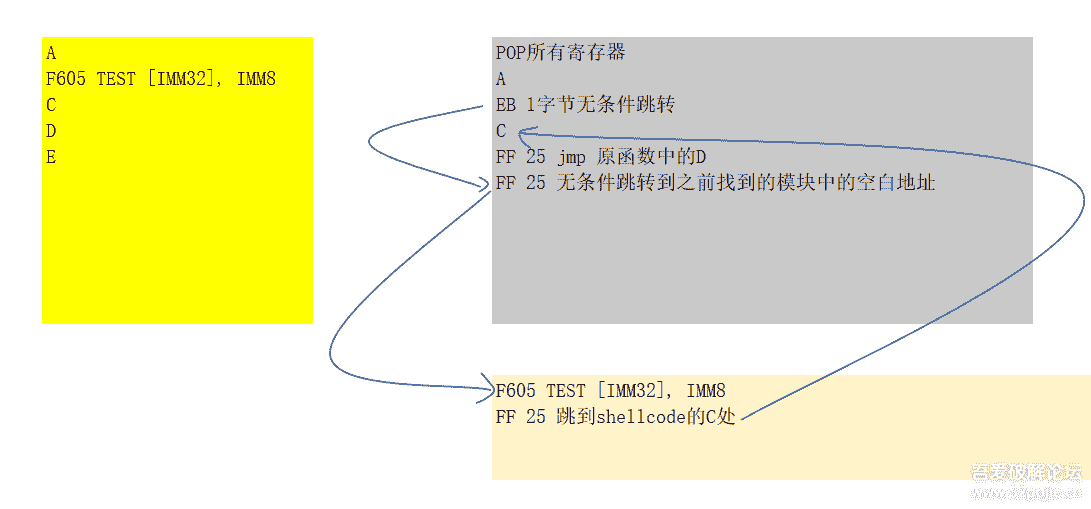 A
F605 TEST [IMM32], IMM8
C
D
E
POP所有寄存器
A
EB 1字节无条件跳转
C
FF 25 jmp 原函数中的D
FF 25 无条件跳转到之前找到的模块中的空白地址
F605 TEST [IMM32], IMM8
FF 25 跳到shellcode的C处
吾爱破解论坛
www.52pojie.cn